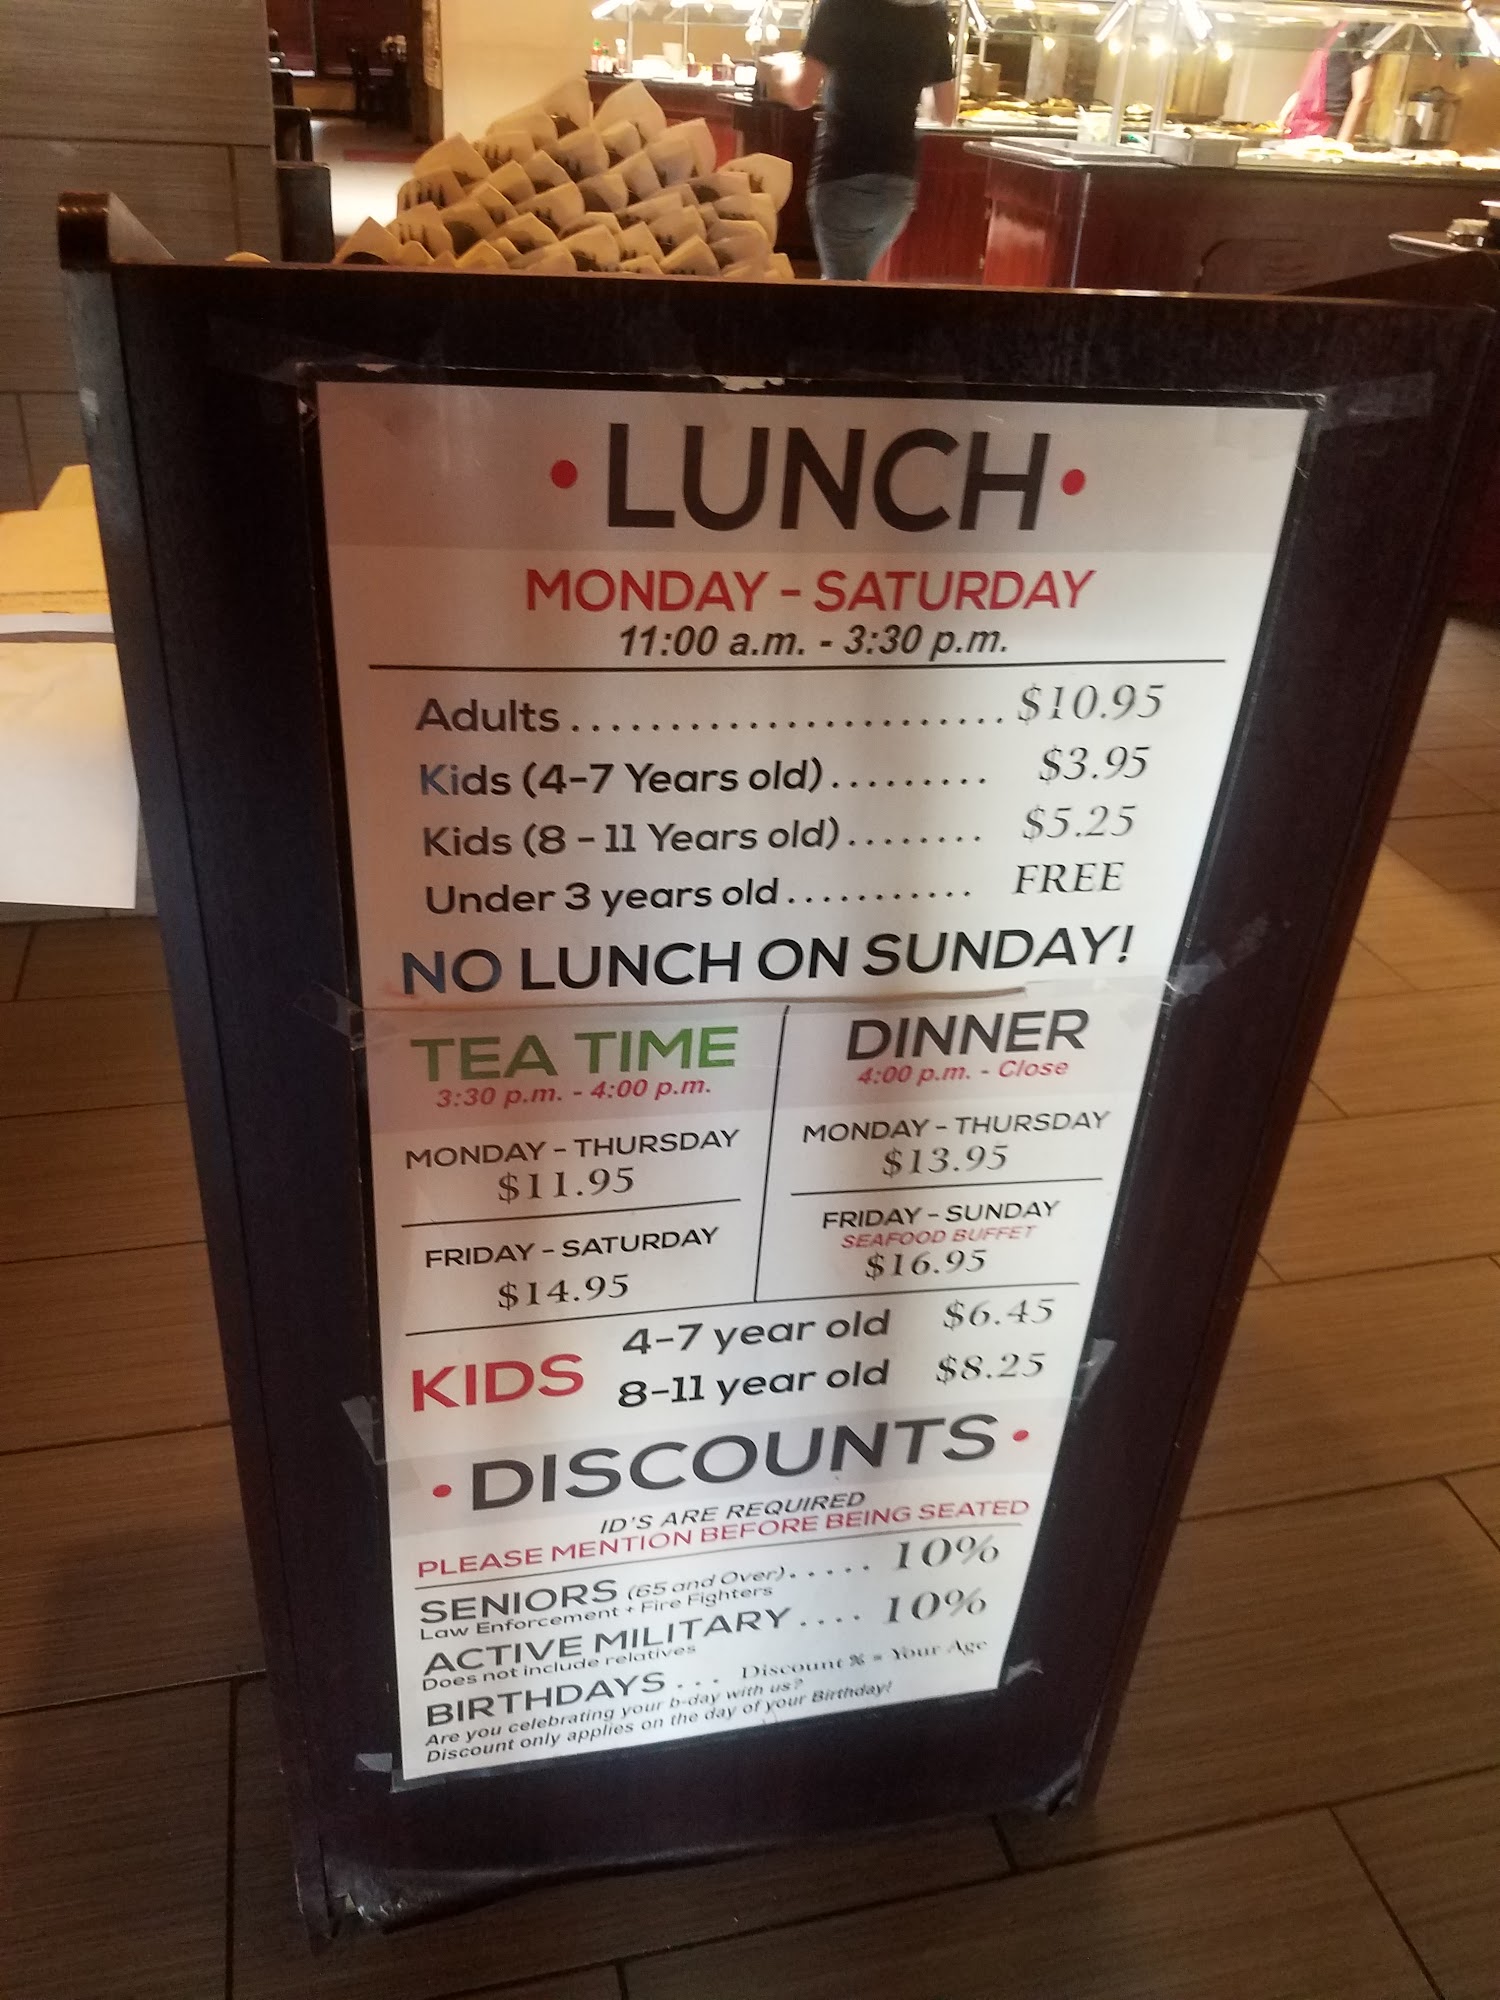 • LUNCH •
MONDAY - SATURDAY
11:00 a.m. - 3:30 p.m.
Adults ........................ $10.95
Kids (4-7 Years old) ......... $3.95
Kids (8 - 11 Years old) ........ $5.25
Under 3 years old ........... FREE
NO LUNCH ON SUNDAY!
TEA TIME
3:30 p.m. - 4:00 p.m.
MONDAY - THURSDAY
$11.95
FRIDAY - SATURDAY
$14.95
DINNER
4:00 p.m. - Close
MONDAY - THURSDAY
$13.95
FRIDAY - SUNDAY
SEAFOOD BUFFET
$16.95
KIDS
4-7 year old $6.45
8-11 year old $8.25
• DISCOUNTS •
ID'S ARE REQUIRED
PLEASE MENTION BEFORE BEING SEATED
SENIORS (65 and Over) ..... 10%
Law Enforcement + Fire Fighters
ACTIVE MILITARY .... 10%
Does not include relatives
BIRTHDAYS ... Discount % = Your Age
Are you celebrating your b-day with us?
Discount only applies on the day of your Birthday!